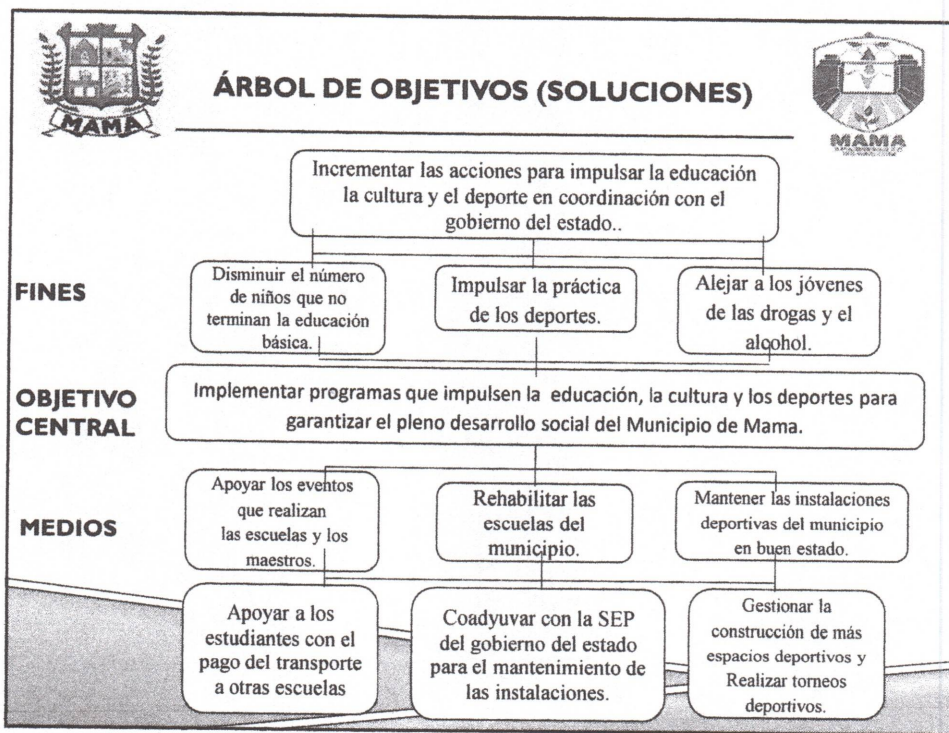 ÁRBOL DE OBJETIVOS (SOLUCIONES)
MAMA
MAMA
Incrementar las acciones para impulsar la educación
la cultura y el deporte en coordinación con el
gobierno del estado..
FINES
Disminuir el número
de niños que no
terminan la educación
básica.
Impulsar la práctica
de los deportes.
Alejar a los jóvenes
de las drogas y el
alcohol.
OBJETIVO
CENTRAL
Implementar programas que impulsen la educación, la cultura y los deportes para
garantizar el pleno desarrollo social del Municipio de Mama.
MEDIOS
Apoyar los eventos
que realizan
las escuelas y los
maestros.
Rehabilitar las
escuelas del
municipio.
Mantener las instalaciones
deportivas del municipio
en buen estado.
Apoyar a los
estudiantes con el
pago del transporte
a otras escuelas
Coadyuvar con la SEP
del gobierno del estado
para el mantenimiento de
las instalaciones.
Gestionar la
construcción de más
espacios deportivos y
Realizar torneos
deportivos.